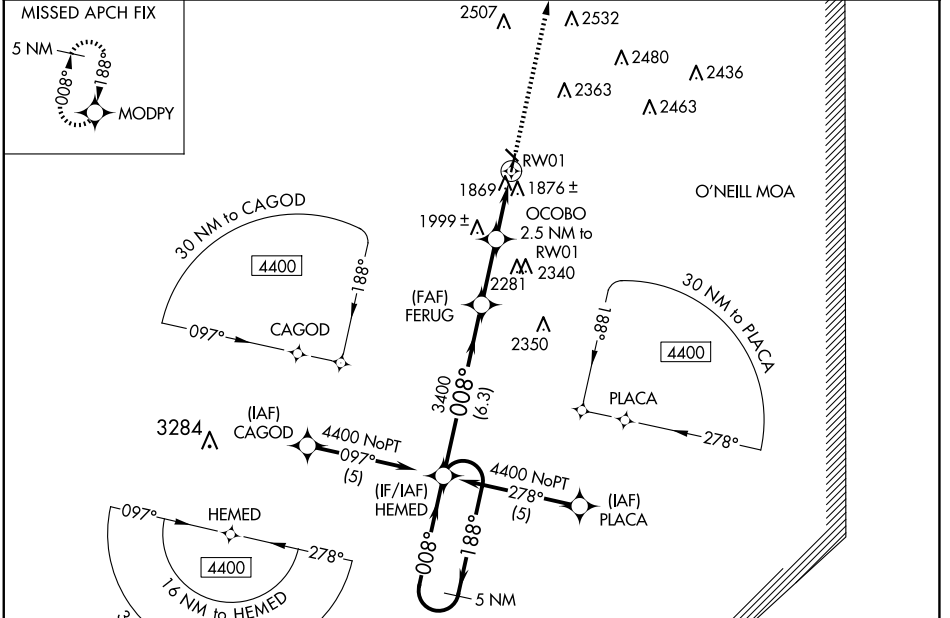 MISSED APCH FIX
5 NM
008°
188°
MODPY
2507
2532
2480
2436
2363
2463
RW01
1869
1876 ±
O'NEILL MOA
OCOBO
2.5 NM to
RW01
1999 ±
2281
2340
(FAF)
FERUG
2350
30 NM to CAGOD
4400
188°
097°
CAGOD
30 NM to PLACA
188°
4400
PLACA
278°
3400
008°
(6.3)
3284
(IAF)
CAGOD
4400 NoPT
097°
(5)
(IF/IAF)
HEMED
4400 NoPT
278°
(5)
(IAF)
PLACA
008°
188°
5 NM
097°
HEMED
278°
4400
16 NM to HEMED